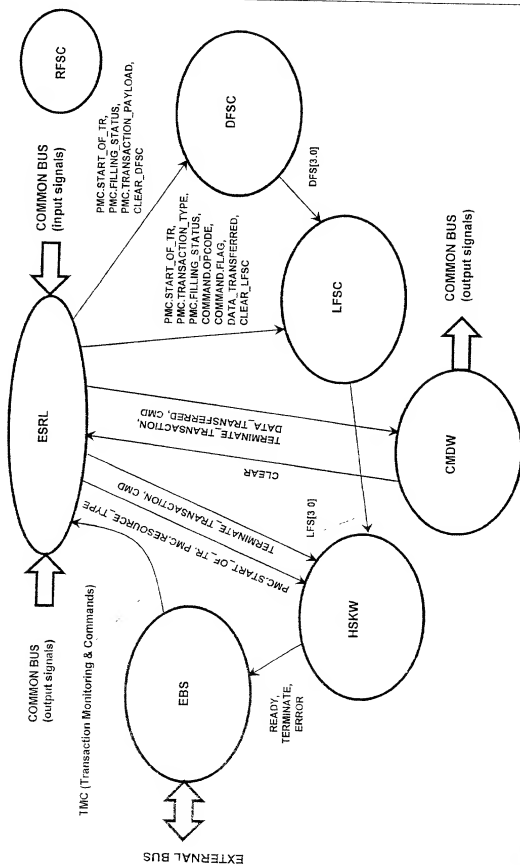 RFSC
COMMON BUS
(input signals)
PMC.START_OF_TR,
PMC.FILLING_STATUS,
PMC.TRANSACTION_PAYLOAD,
CLEAR_DFSC
DFSC
DFS[3.0]
PMC.START_OF_TR,
PMC.TRANSACTION_TYPE,
PMC.FILLING_STATUS,
COMMAND.OPCODE,
COMMAND.FLAG,
DATA_TRANSFERRED,
CLEAR_LFSC
LFSC
COMMON BUS
(output signals)
ESRL
TERMINATE_TRANSACTION,
DATA_TRANSFERRED, CMD
CLEAR
CMDW
TERMINATE_TRANSACTION, CMD
PMC.START_OF_TR, PMC.RESOURCE_TYPE
LFS[3 0]
HSKW
COMMON BUS
(output signals)
TMC (Transaction Monitoring & Commands)
EBS
READY,
TERMINATE,
ERROR
EXTERNAL BUS